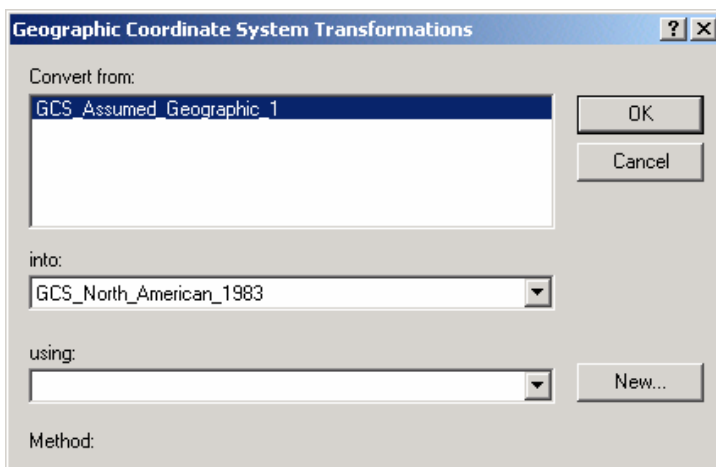 Geographic Coordinate System Transformations
Convert from:
GCS_Assumed_Geographic_1
OK
Cancel
into:
GCS_North_American_1983
using:
New...
Method: